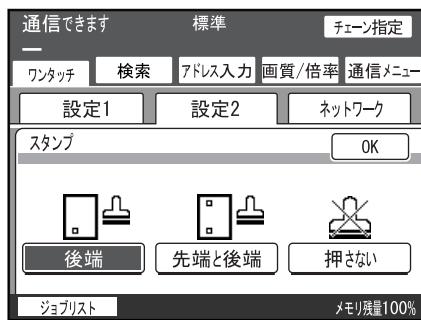 通信できます 標準 チェーン指定
ワンタッチ 検索 アドレス入力 画質/倍率 通信メニュー
設定1 設定2 ネットワーク
スタンプ OK
後端 先端と後端 押さない
ジョブリスト メモリ残量100%